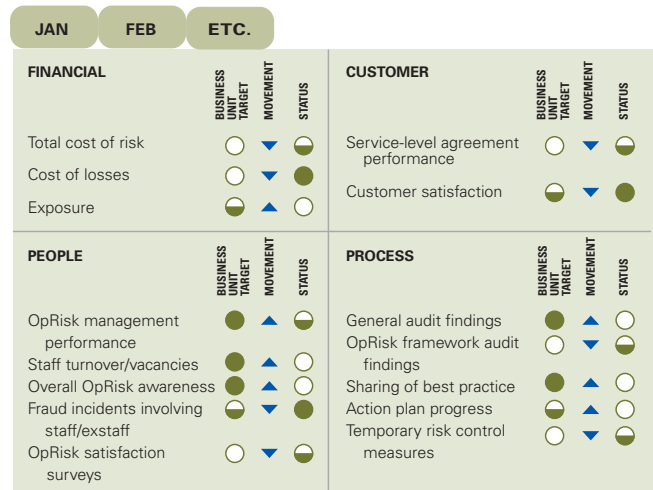 JAN FEB ETC.
FINANCIAL
BUSINESS
UNIT
TARGET
MOVEMENT
STATUS
Total cost of risk
Cost of losses
Exposure
CUSTOMER
BUSINESS
UNIT
TARGET
MOVEMENT
STATUS
Service-level agreement
performance
Customer satisfaction
PEOPLE
BUSINESS
UNIT
TARGET
MOVEMENT
STATUS
OpRisk management
performance
Staff turnover/vacancies
Overall OpRisk awareness
Fraud incidents involving
staff/exstaff
OpRisk satisfaction
surveys
PROCESS
BUSINESS
UNIT
TARGET
MOVEMENT
STATUS
General audit findings
OpRisk framework audit
findings
Sharing of best practice
Action plan progress
Temporary risk control
measures